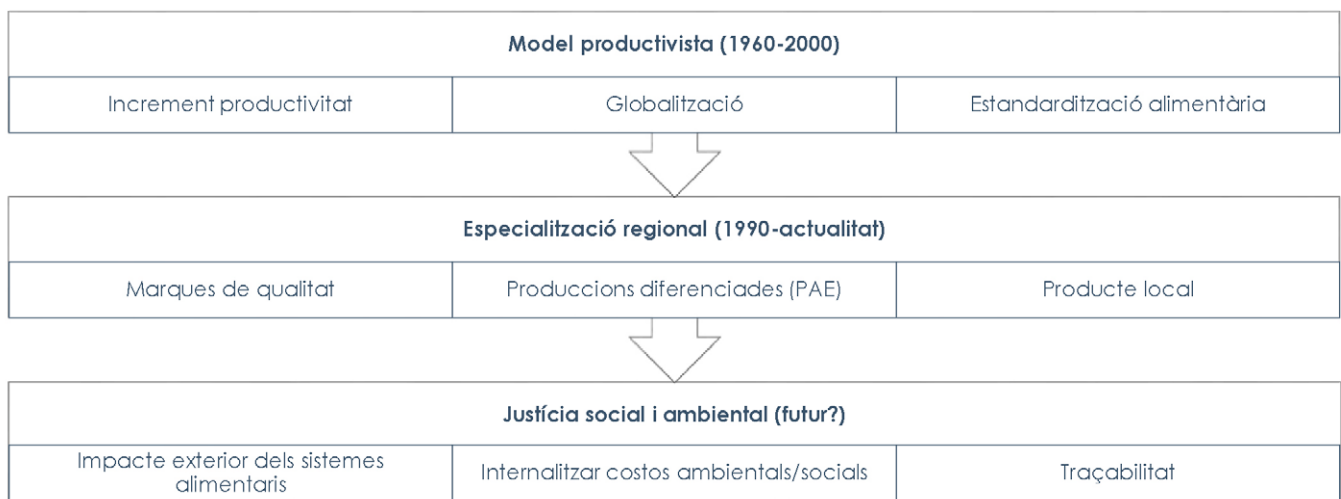 Model productivista (1960-2000)
Increment productivitat
Globalització
Estandardització alimentària
Especialització regional (1990-actualitat)
Marques de qualitat
Produccions diferenciades (PAE)
Producte local
Justícia social i ambiental (futur?)
Impacte exterior dels sistemes
alimentaris
Internalitzar costos ambientals/socials
Traçabilitat